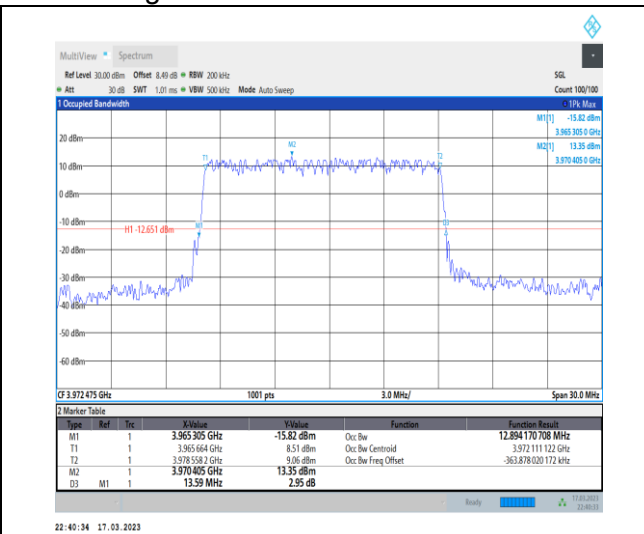 MultiView Spectrum
Ref Level 30.00 dBm Offset 8.49 dB RBW 200 kHz SGL
Att 30 dB SWT 1.01 ms VBW 500 kHz Mode Auto Sweep Count 100/100
1 Occupied Bandwidth 1Pk Max
M1[1] -15.82 dBm
3.965 305 0 GHz
M2[1] 13.35 dBm
3.970 405 0 GHz
20 dBm
M2
T1
T2
10 dBm
0 dBm
-10 dBm
H1 -12.651 dBm
M1
D3
-20 dBm
-30 dBm
-40 dBm
-50 dBm
-60 dBm
CF 3.972 475 GHz 1001 pts 3.0 MHz/ Span 30.0 MHz
2 Marker Table
Type Ref Trc X-Value Y-Value Function Function Result
M1 1 3.965 305 GHz -15.82 dBm Occ Bw 12.894 170 708 MHz
T1 1 3.965 664 GHz 8.51 dBm Occ Bw Centroid 3.972 111 122 GHz
T2 1 3.978 558 2 GHz 9.06 dBm Occ Bw Freq Offset -363.878 020 172 kHz
M2 1 3.970 405 GHz 13.35 dBm
D3 M1 1 13.59 MHz 2.95 dB
Ready 17.03.2023
22:40:33
22:40:34 17.03.2023